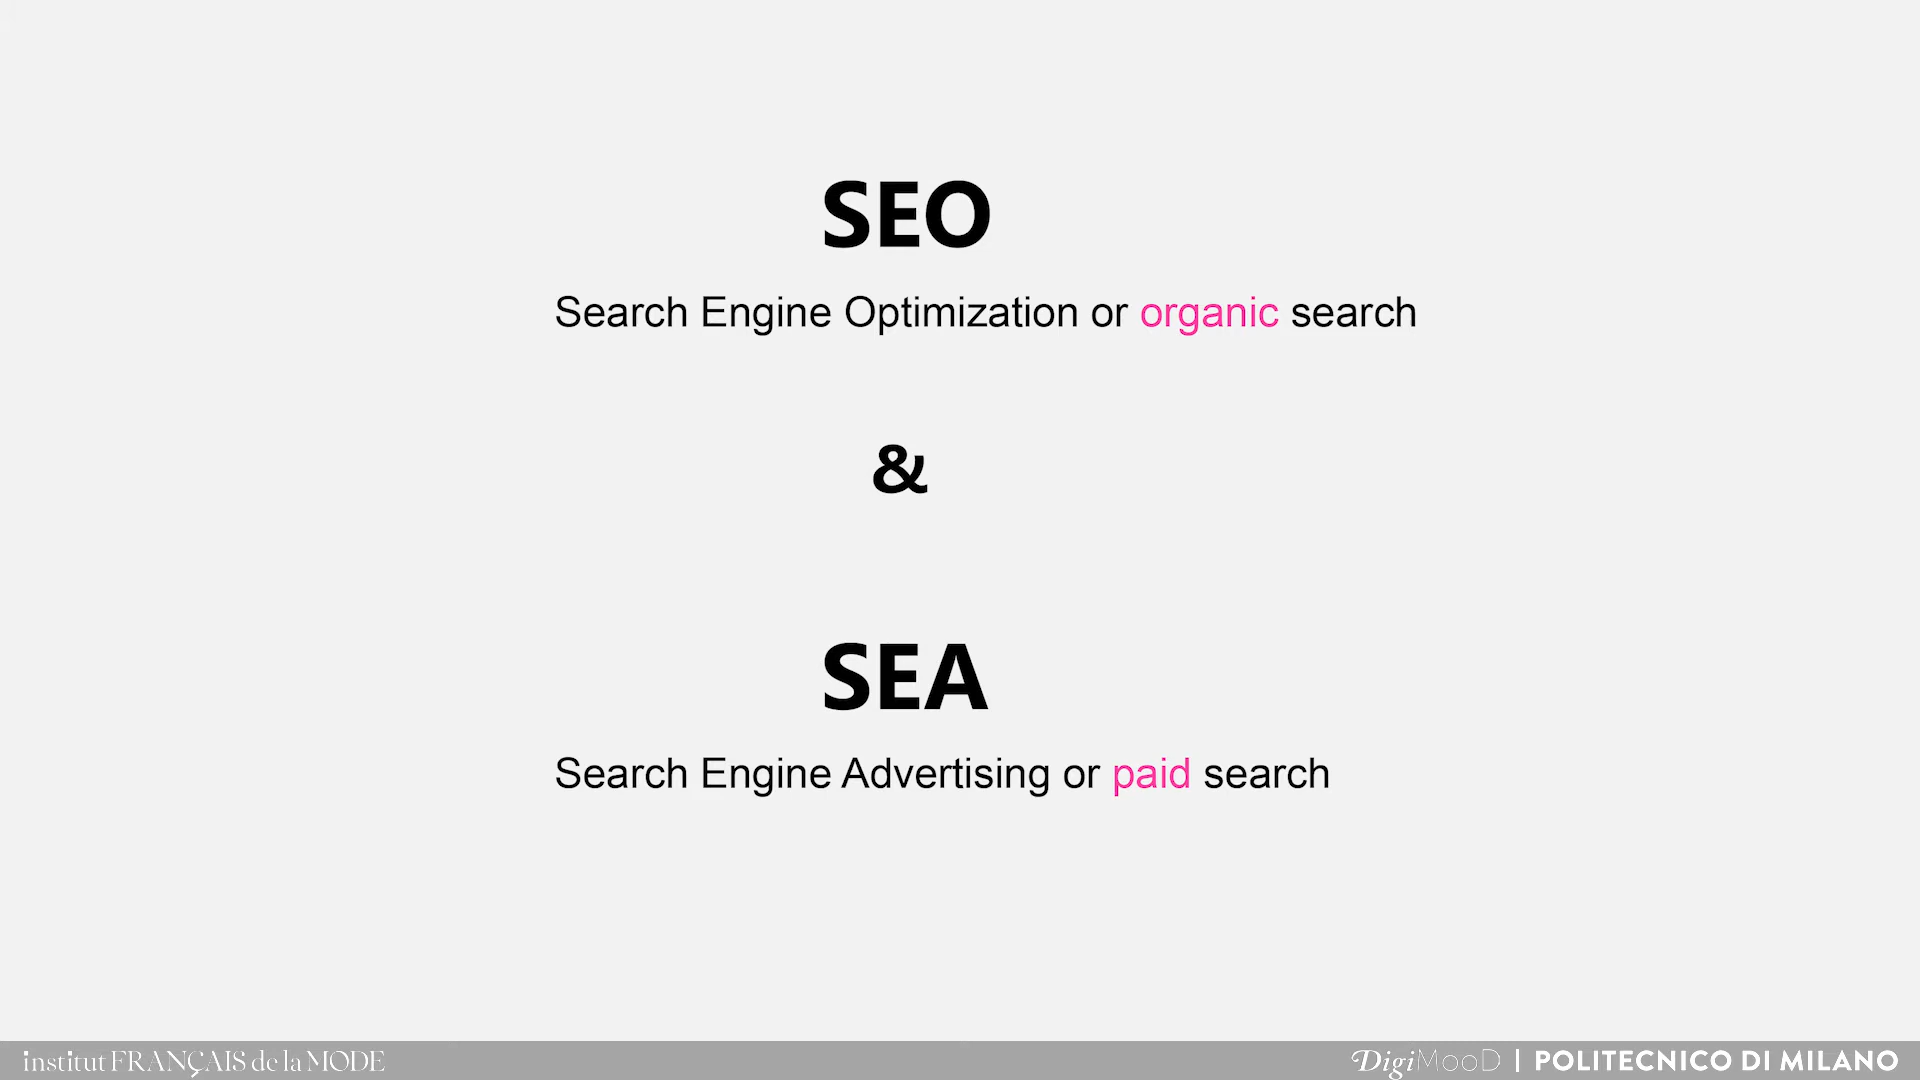 SEO
Search Engine Optimization or organic search
&
SEA
Search Engine Advertising or paid search
institut FRANÇAIS de la MODE
DigiMooD | POLITECNICO DI MILANO